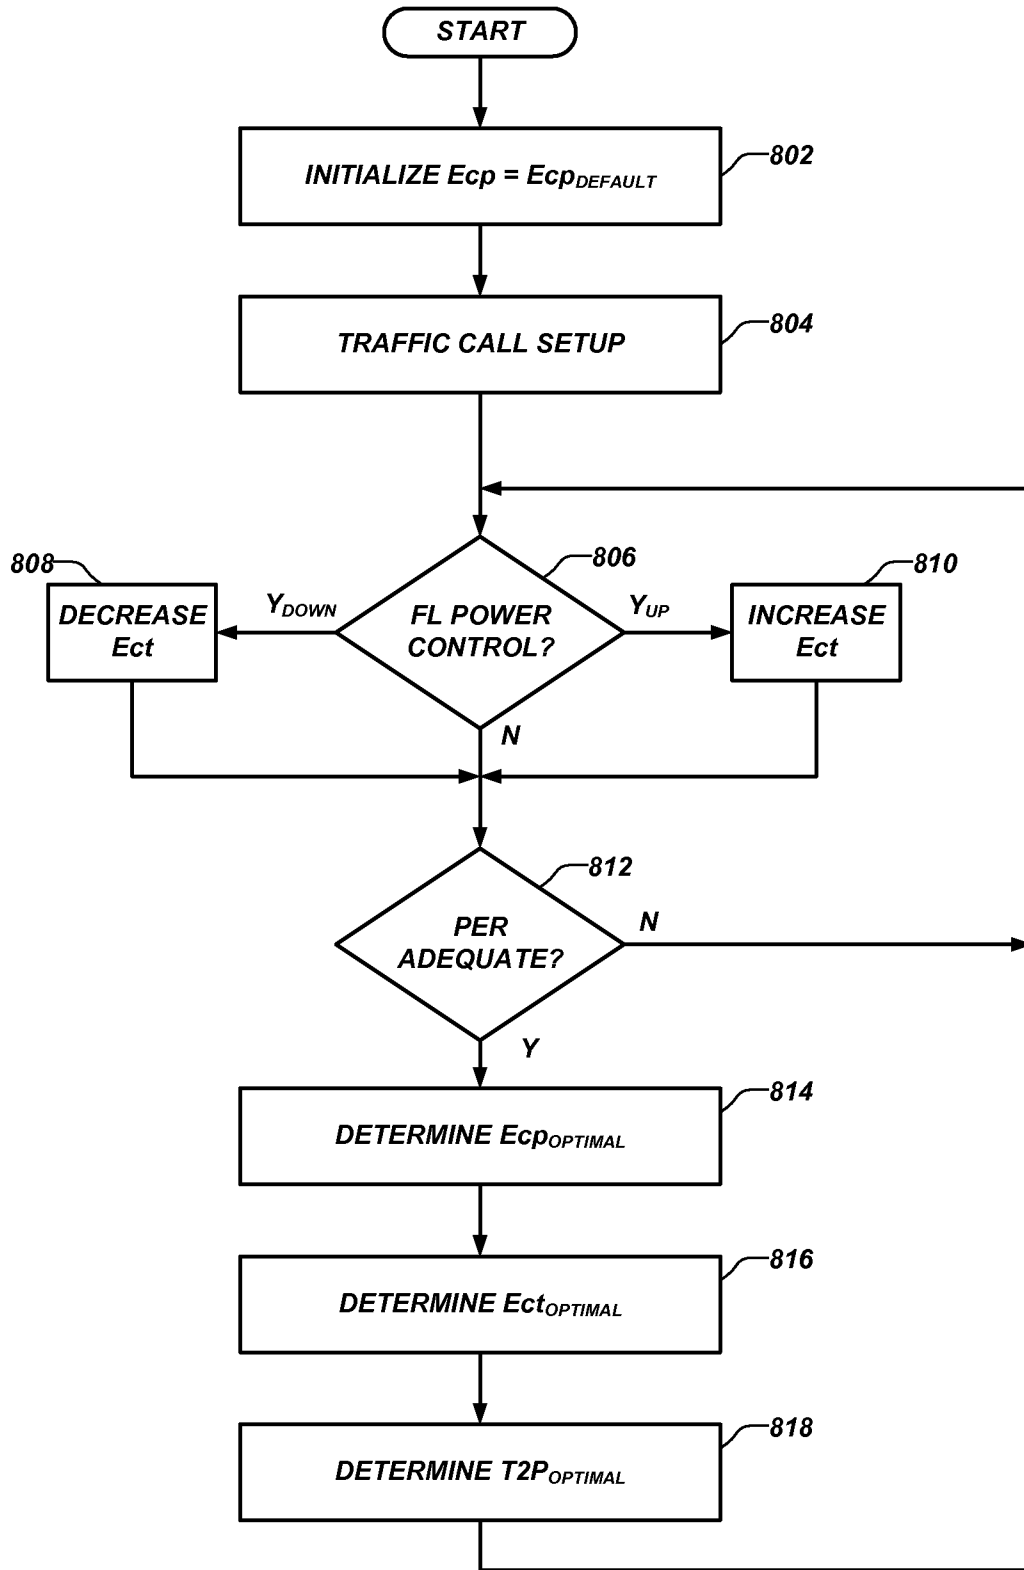 START
INITIALIZE Ecp = EcpDEFAULT
802
TRAFFIC CALL SETUP
804
806
808
810
DECREASE
Ect
YDOWN
FL POWER
CONTROL?
YUP
INCREASE
Ect
N
812
PER
ADEQUATE?
N
Y
DETERMINE EcpOPTIMAL
814
DETERMINE EctOPTIMAL
816
DETERMINE T2POPTIMAL
818